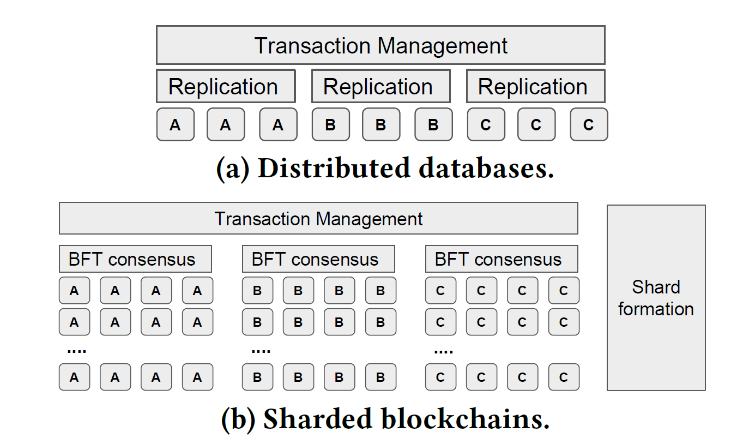 Transaction Management
Replication Replication Replication
A A A B B B C C C
(a) Distributed databases.
Transaction Management
BFT consensus BFT consensus BFT consensus
A A A A B B B B C C C C
A A A A B B B B C C C C
.... .... ....
A A A A B B B B C C C C
Shard
formation
(b) Sharded blockchains.